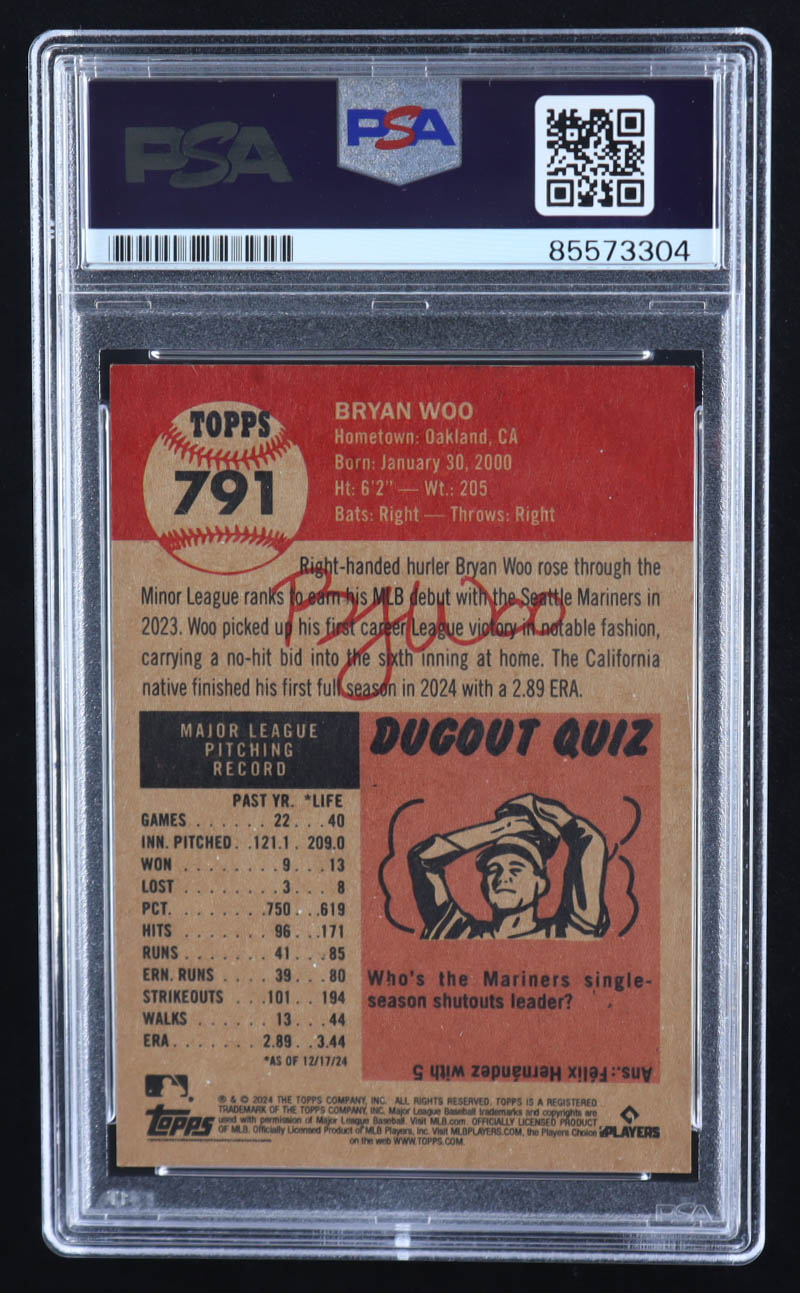 PSA
PSA
85573304
TOPPS
791
BRYAN WOO
Hometown: Oakland, CA
Born: January 30, 2000
Ht: 6'2" — Wt.: 205
Bats: Right — Throws: Right
Right-handed hurler Bryan Woo rose through the
Minor League ranks to earn his MLB debut with the Seattle Mariners in
2023. Woo picked up his first career League victory in notable fashion,
carrying a no-hit bid into the sixth inning at home. The California
native finished his first full season in 2024 with a 2.89 ERA.
Bryan Woo
MAJOR LEAGUE
PITCHING
RECORD
PAST YR. *LIFE
GAMES . . . . . . 22 . . . 40
INN. PITCHED. . 121.1 . 209.0
WON . . . . . . . . 9 . . . 13
LOST . . . . . . . . 3 . . . 8
PCT. . . . . . . . .750 . . .619
HITS . . . . . . . 96 . . . 171
RUNS . . . . . . . 41 . . . 85
ERN. RUNS . . . . 39 . . . 80
STRIKEOUTS . . . 101 . . 194
WALKS . . . . . . 13 . . . 44
ERA . . . . . . . . 2.89 . . 3.44
*AS OF 12/17/24
DUGOUT QUIZ
Who's the Mariners single-
season shutouts leader?
Ans.: Félix Hernández with 5
Topps
® & © 2024 THE TOPPS COMPANY, INC. ALL RIGHTS RESERVED. TOPPS IS A REGISTERED
TRADEMARK OF THE TOPPS COMPANY, INC. Major League Baseball trademarks and copyrights are
used with permission of Major League Baseball. Visit MLB.com. OFFICIALLY LICENSED PRODUCT
OF MLB. Officially Licensed Product of MLB Players, Inc. Visit MLBPLAYERS.COM, the Players Choice
on the web WWW.TOPPS.COM.
PLAYERS
PSA